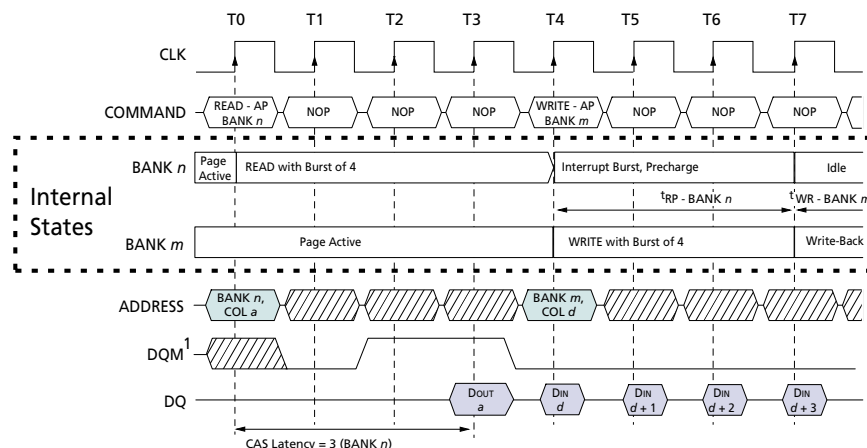 T0 T1 T2 T3 T4 T5 T6 T7
CLK
COMMAND READ - AP NOP NOP NOP WRITE - AP NOP NOP NOP
BANK n BANK m
Internal
States
BANK n Page READ with Burst of 4 Interrupt Burst, Precharge Idle
Active
tRP - BANK n tWR - BANK m
BANK m Page Active WRITE with Burst of 4 Write-Back
ADDRESS BANK n, BANK m,
COL a COL d
DQM1
DQ DOUT DIN DIN DIN DIN
a d d + 1 d + 2 d + 3
CAS Latency = 3 (BANK n)